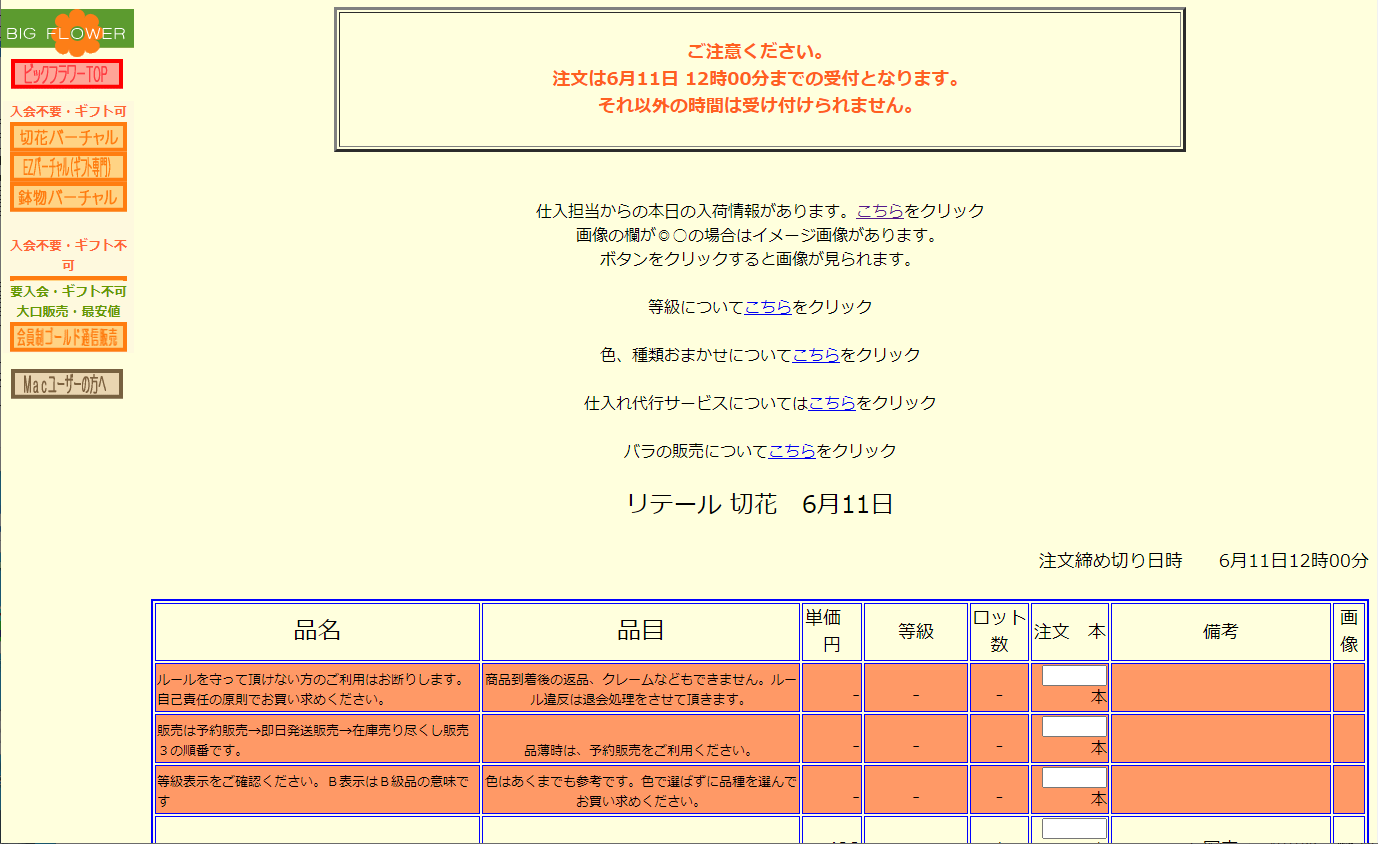 BIG FLOWER
ビックフラワーTOP
入会不要・ギフト可
切花バーチャル
EZバーチャル(ギフト専門)
鉢物バーチャル
入会不要・ギフト不
可
要入会・ギフト不可
大口販売・最安値
会員制ゴールド通信販売
Macユーザーの方へ
ご注意ください。
注文は6月11日 12時00分までの受付となります。
それ以外の時間は受け付けられません。
仕入担当からの本日の入荷情報があります。こちらをクリック
画像の欄が◎○の場合はイメージ画像があります。
ボタンをクリックすると画像が見られます。
等級についてこちらをクリック
色、種類おまかせについてこちらをクリック
仕入れ代行サービスについてはこちらをクリック
バラの販売についてこちらをクリック
リテール 切花　6月11日
注文締め切り日時　　6月11日12時00分
品名
品目
単価
円
等級
ロット
数
注文　本
備考
画
像
ルールを守って頂けない方のご利用はお断りします。
自己責任の原則でお買い求めください。
商品到着後の返品、クレームなどもできません。ルー
ル違反は退会処理をさせて頂きます。
-
-
-
本
販売は予約販売→即日発送販売→在庫売り尽くし販売
３の順番です。
品薄時は、予約販売をご利用ください。
-
-
-
本
等級表示をご確認ください。Ｂ表示はＢ級品の意味で
す
色はあくまでも参考です。色で選ばずに品種を選んで
お買い求めください。
-
-
-
本